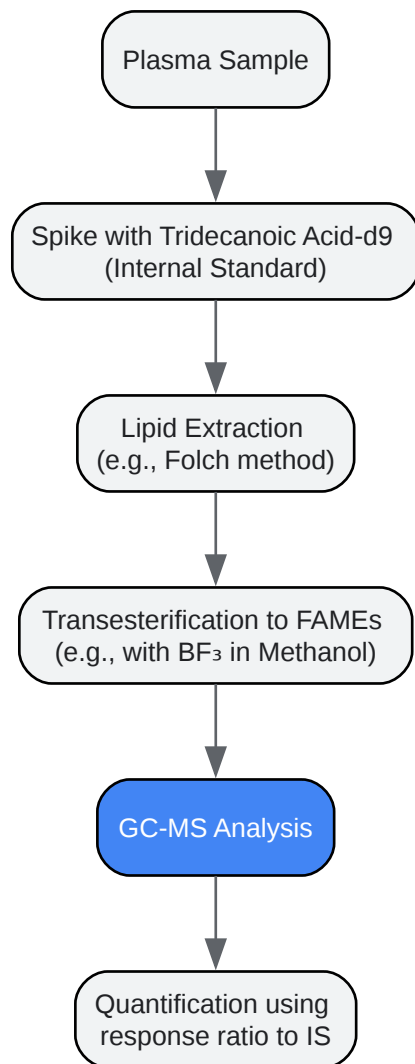 Plasma Sample
Spike with Tridecanoic Acid-d9
(Internal Standard)
Lipid Extraction
(e.g., Folch method)
Transesterification to FAMEs
(e.g., with BF₃ in Methanol)
GC-MS Analysis
Quantification using
response ratio to IS